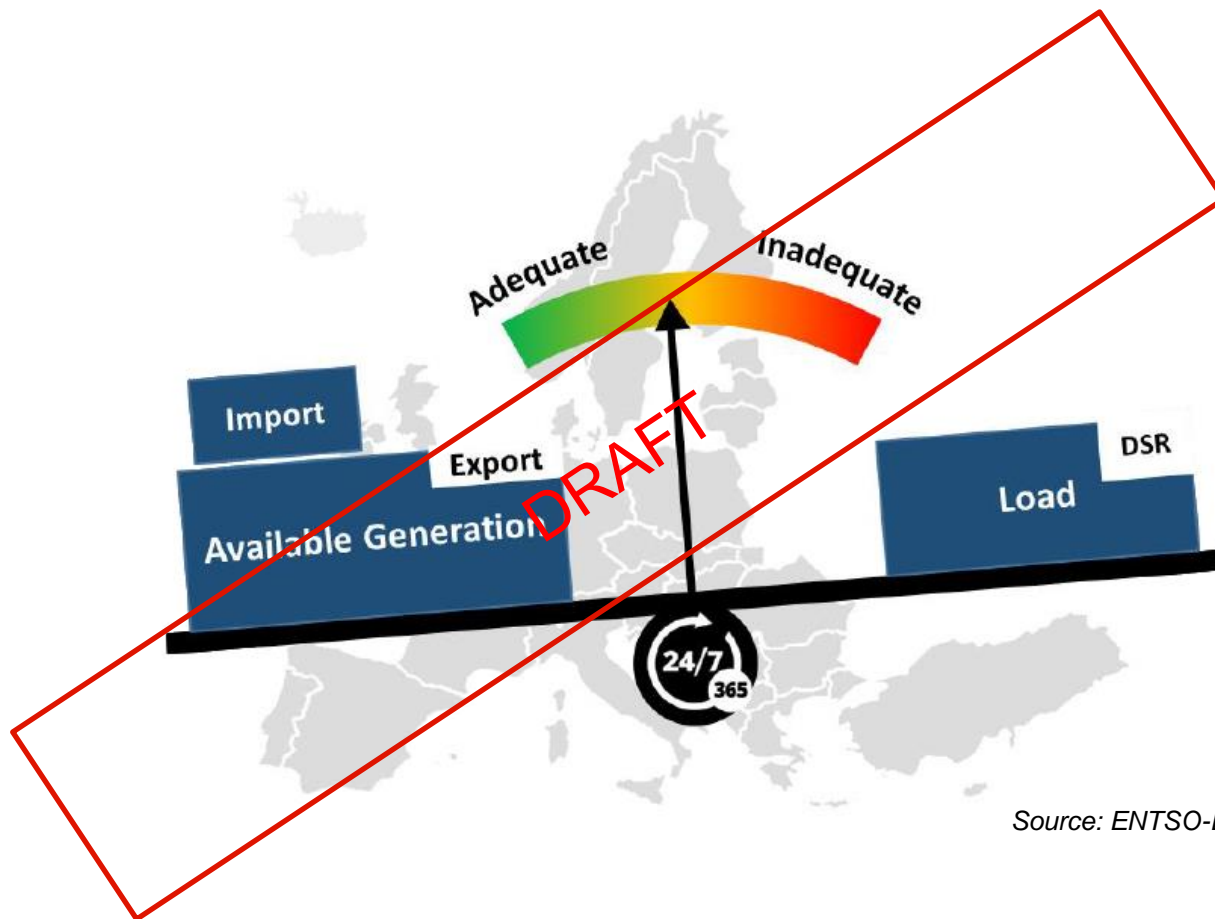 Adequate
Inadequate
Import
Export
Available Generation
DRAFT
Load
DSR
24/7
365
Source: ENTSO-